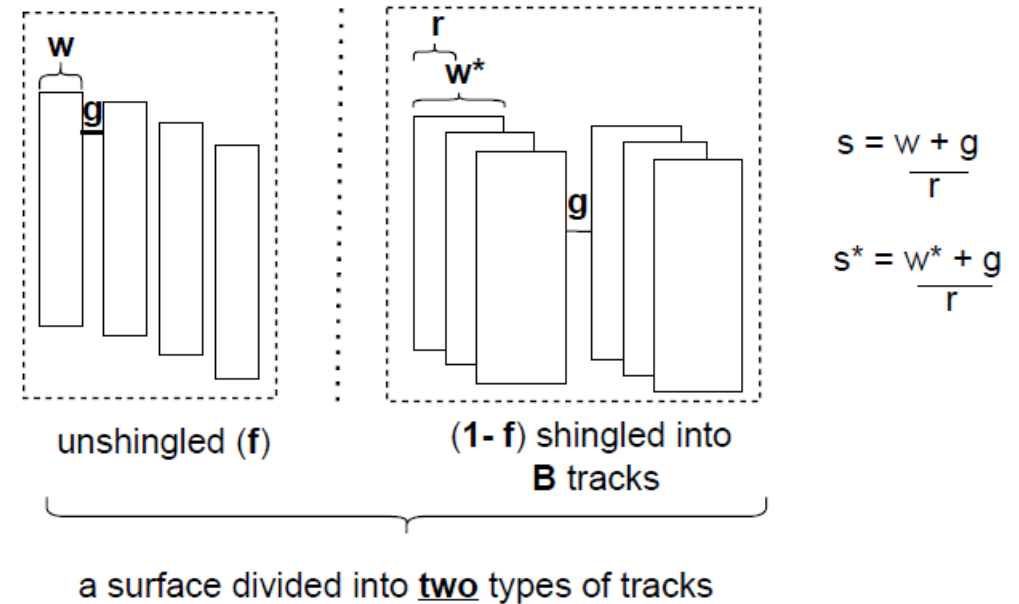 w
g
r
w*
g
s = w + g
r
s* = w* + g
r
unshingled (f)
(1- f) shingled into
B tracks
a surface divided into two types of tracks